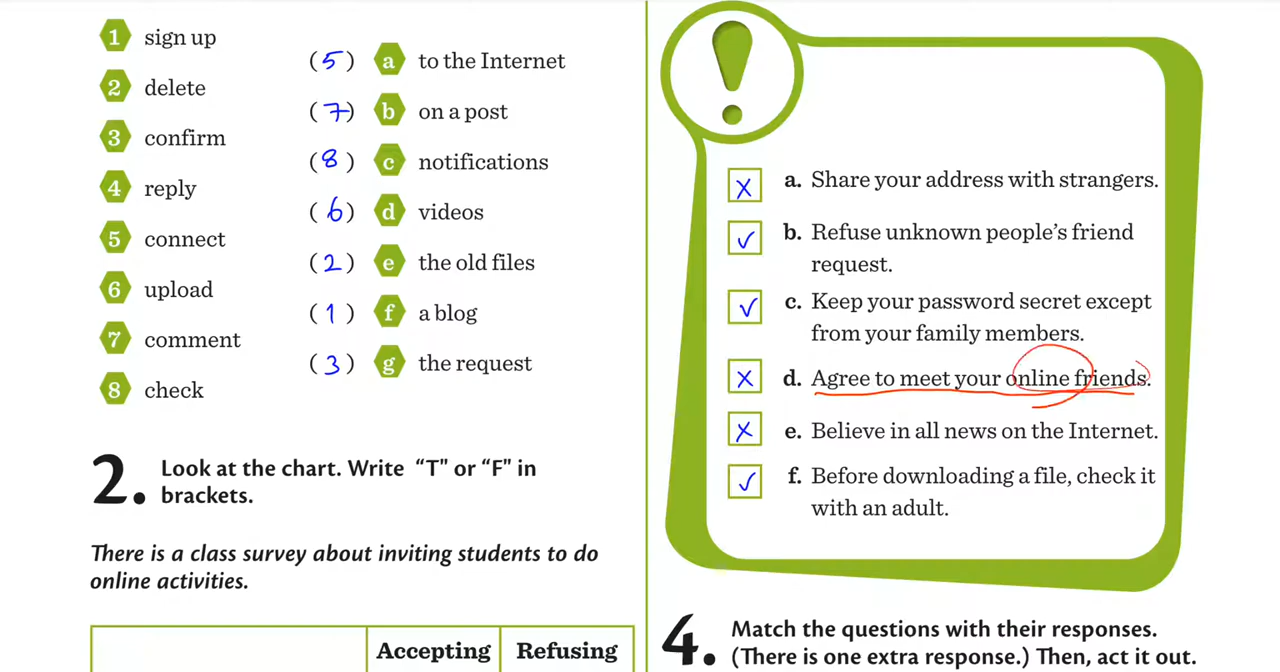 1 sign up
2 delete
3 confirm
4 reply
5 connect
6 upload
7 comment
8 check
(5) a to the Internet
(7) b on a post
(8) c notifications
(6) d videos
(2) e the old files
(1) f a blog
(3) g the request
2. Look at the chart. Write “T" or “F" in
brackets.
There is a class survey about inviting students to do
online activities.
Accepting Refusing
!
X a. Share your address with strangers.
✓ b. Refuse unknown people’s friend
request.
✓ c. Keep your password secret except
from your family members.
X d. Agree to meet your online friends.
X e. Believe in all news on the Internet.
✓ f. Before downloading a file, check it
with an adult.
4. Match the questions with their responses.
(There is one extra response.) Then, act it out.